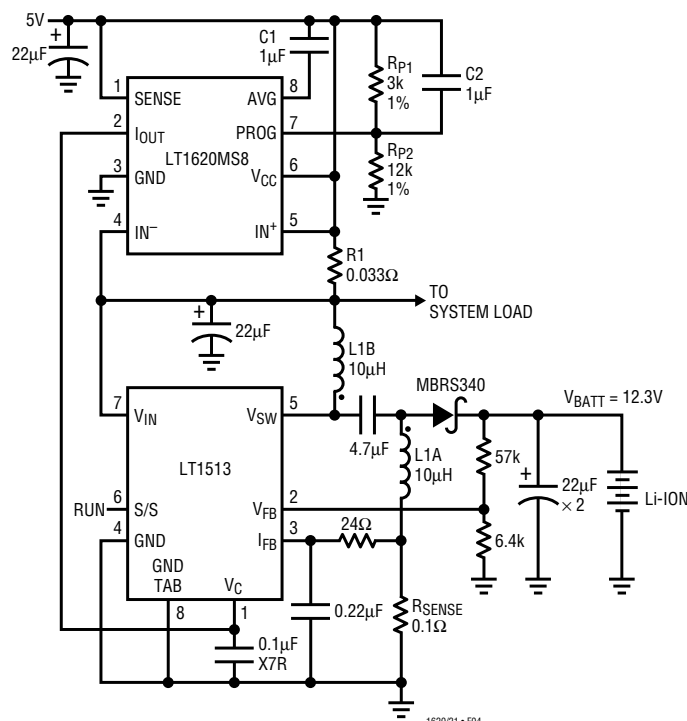 5V
+
22µF
C1
1µF
RP1
3k
1%
C2
1µF
1
SENSE
AVG
8
2
IOUT
PROG
7
LT1620MS8
RP2
12k
1%
3
GND
VCC
6
4
IN−
IN+
5
R1
0.033Ω
TO
SYSTEM LOAD
+
22µF
L1B
10µH
MBRS340
VBATT = 12.3V
7
VIN
VSW
5
4.7µF
L1A
10µH
57k
LT1513
+
22µF
× 2
Li-ION
RUN
6
S/S
VFB
2
4
GND
IFB
3
24Ω
6.4k
GND
TAB
VC
8
1
0.22µF
RSENSE
0.1Ω
0.1µF
X7R